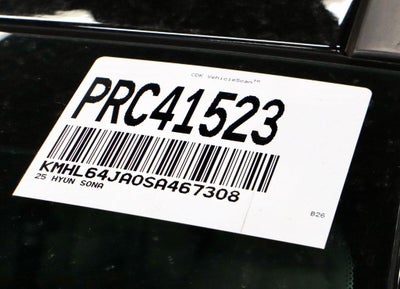 CDK VehicleScan™
PRC41523
KMHL64JA0SA467308
25 HYUN SONA
B26